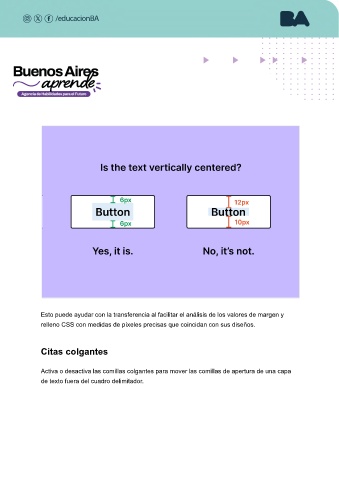 /educacionBA
BA
Buenos Aires
aprende
Agencia de Habilidades para el Futuro
Is the text vertically centered?
6px
12px
Button
Button
6px
10px
Yes, it is.
No, it's not.
Esto puede ayudar con la transferencia al facilitar el análisis de los valores de margen y
relleno CSS con medidas de píxeles precisas que coincidan con sus diseños.
Citas colgantes
Activa o desactiva las comillas colgantes para mover las comillas de apertura de una capa
de texto fuera del cuadro delimitador.